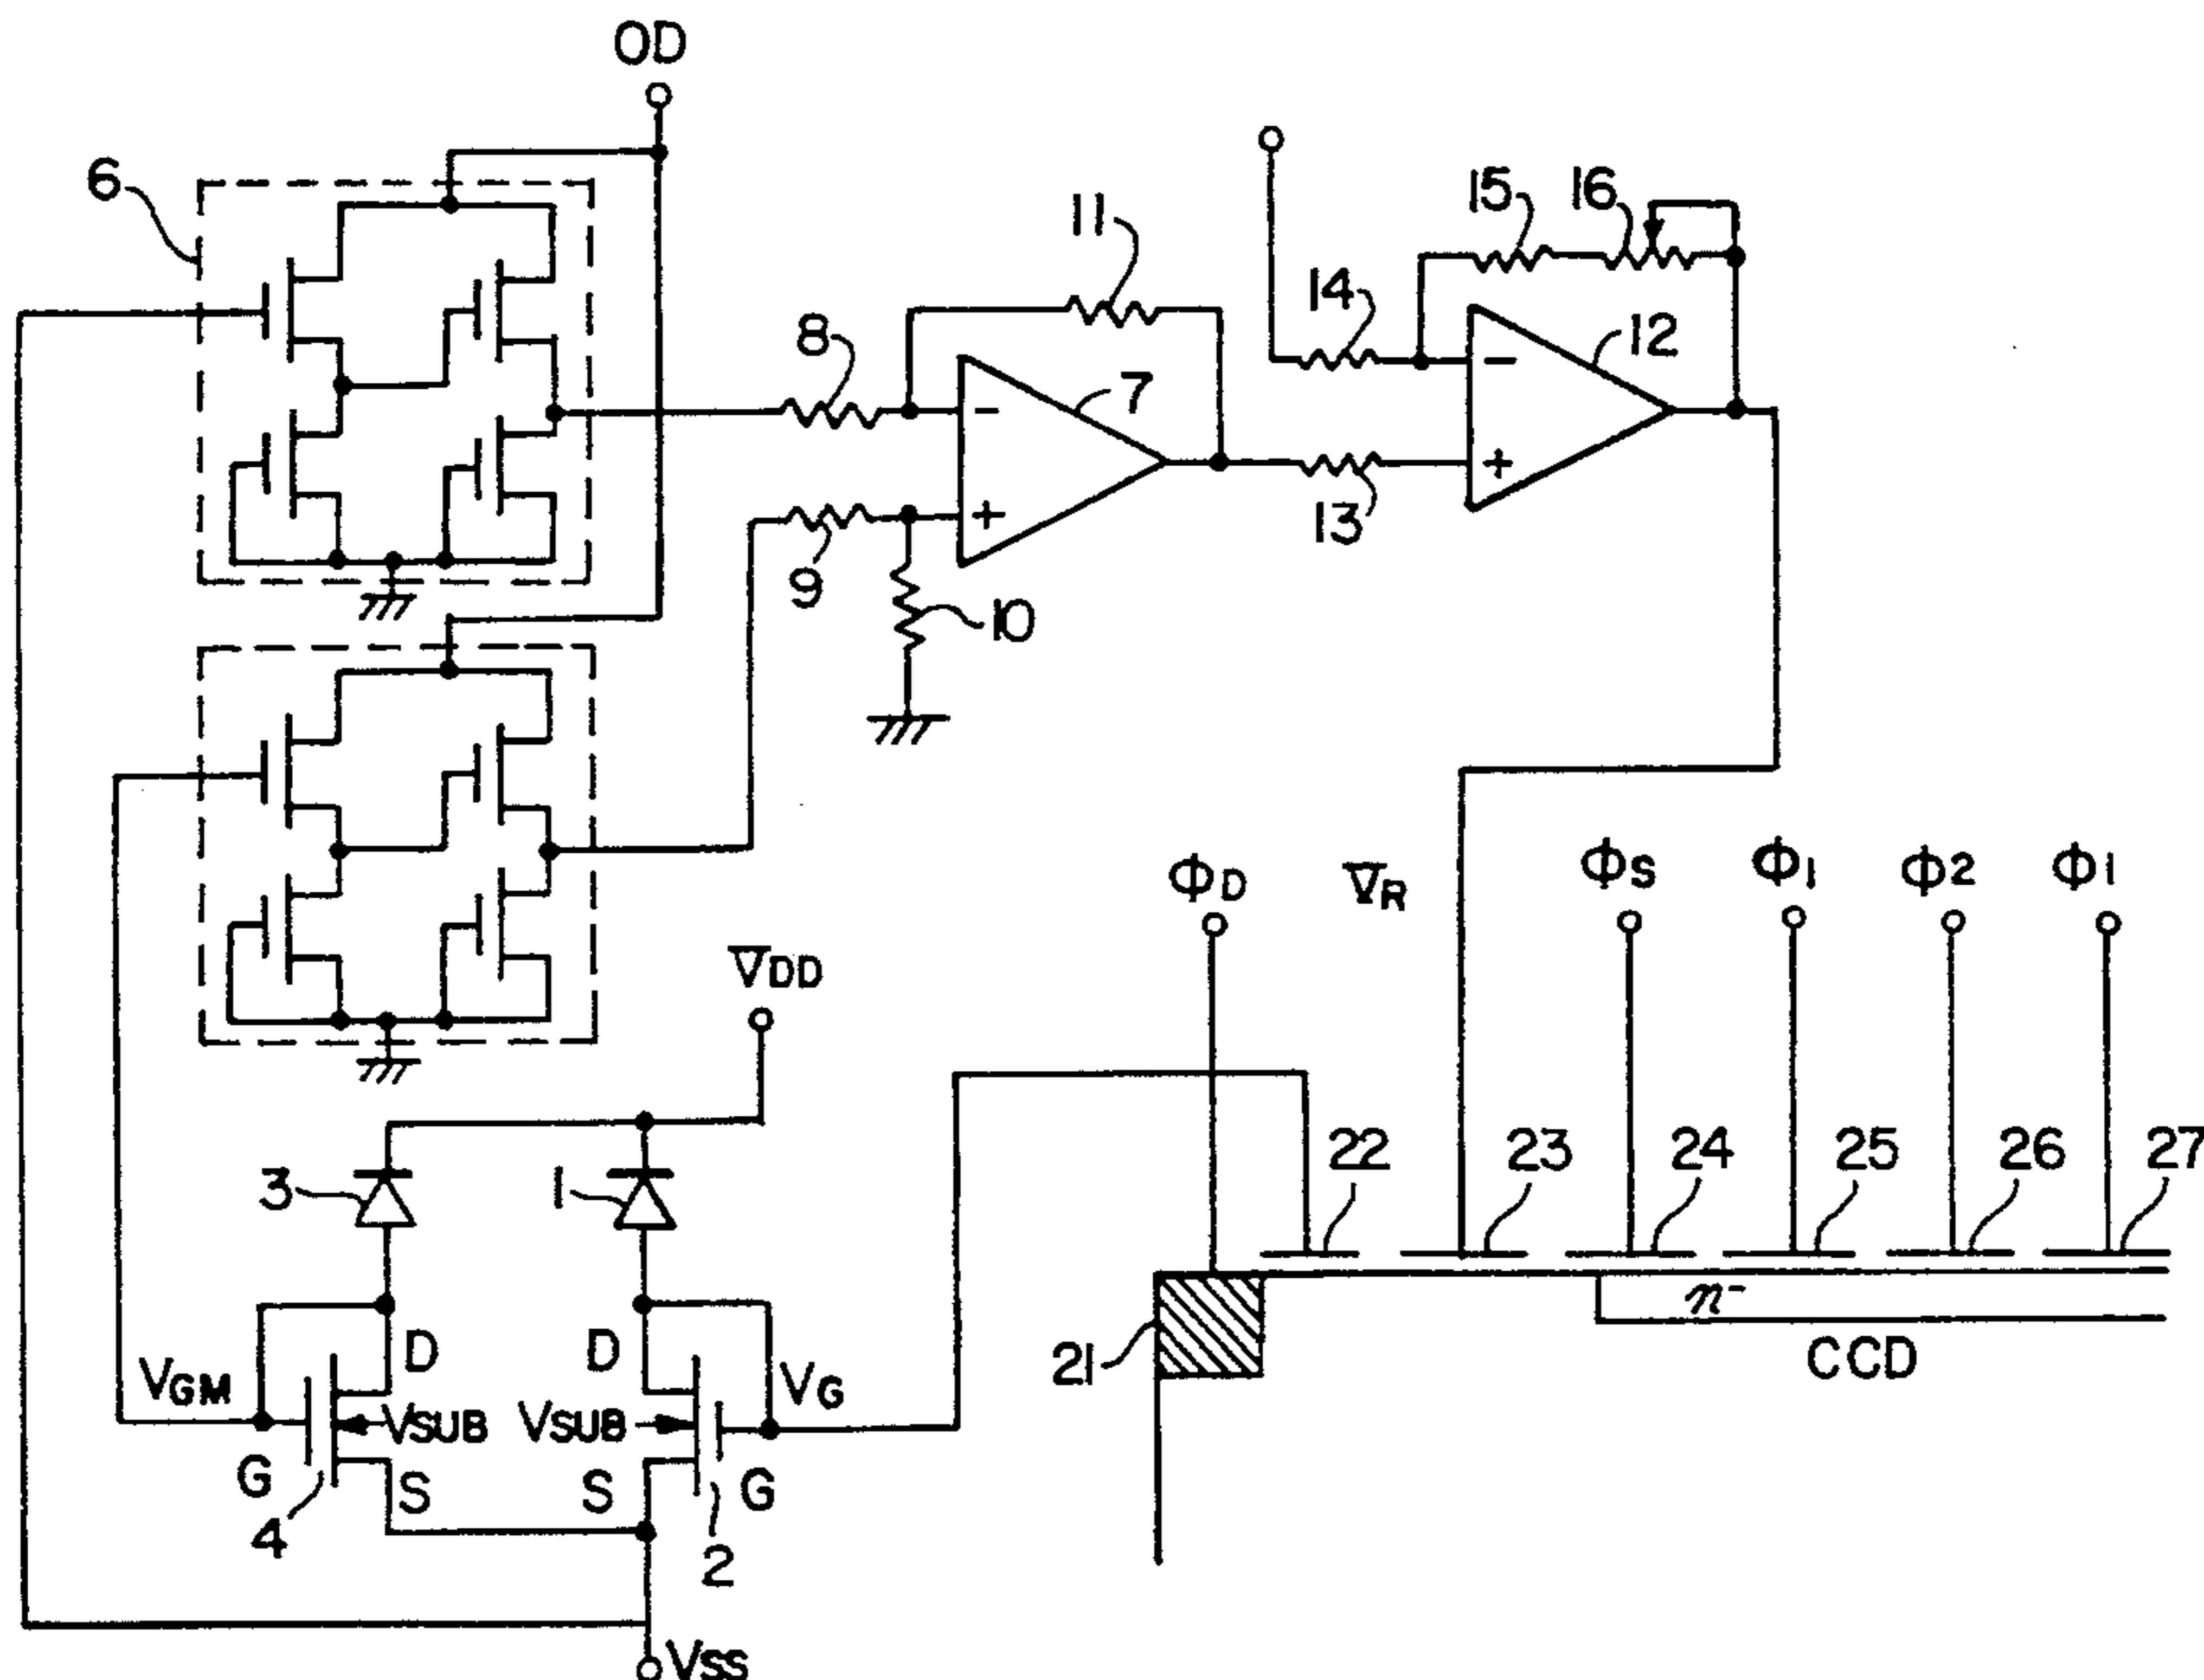 OD
6
15
16
11
14
8
12
7
13
9
10
ΦD
VR
ΦS
Φ1
Φ2
Φ1
VDD
3
1
22
23
24
25
26
27
n-
21
CCD
D
D
VGM
VG
VSUB
VSUB
G
S
S
G
4
2
VSS